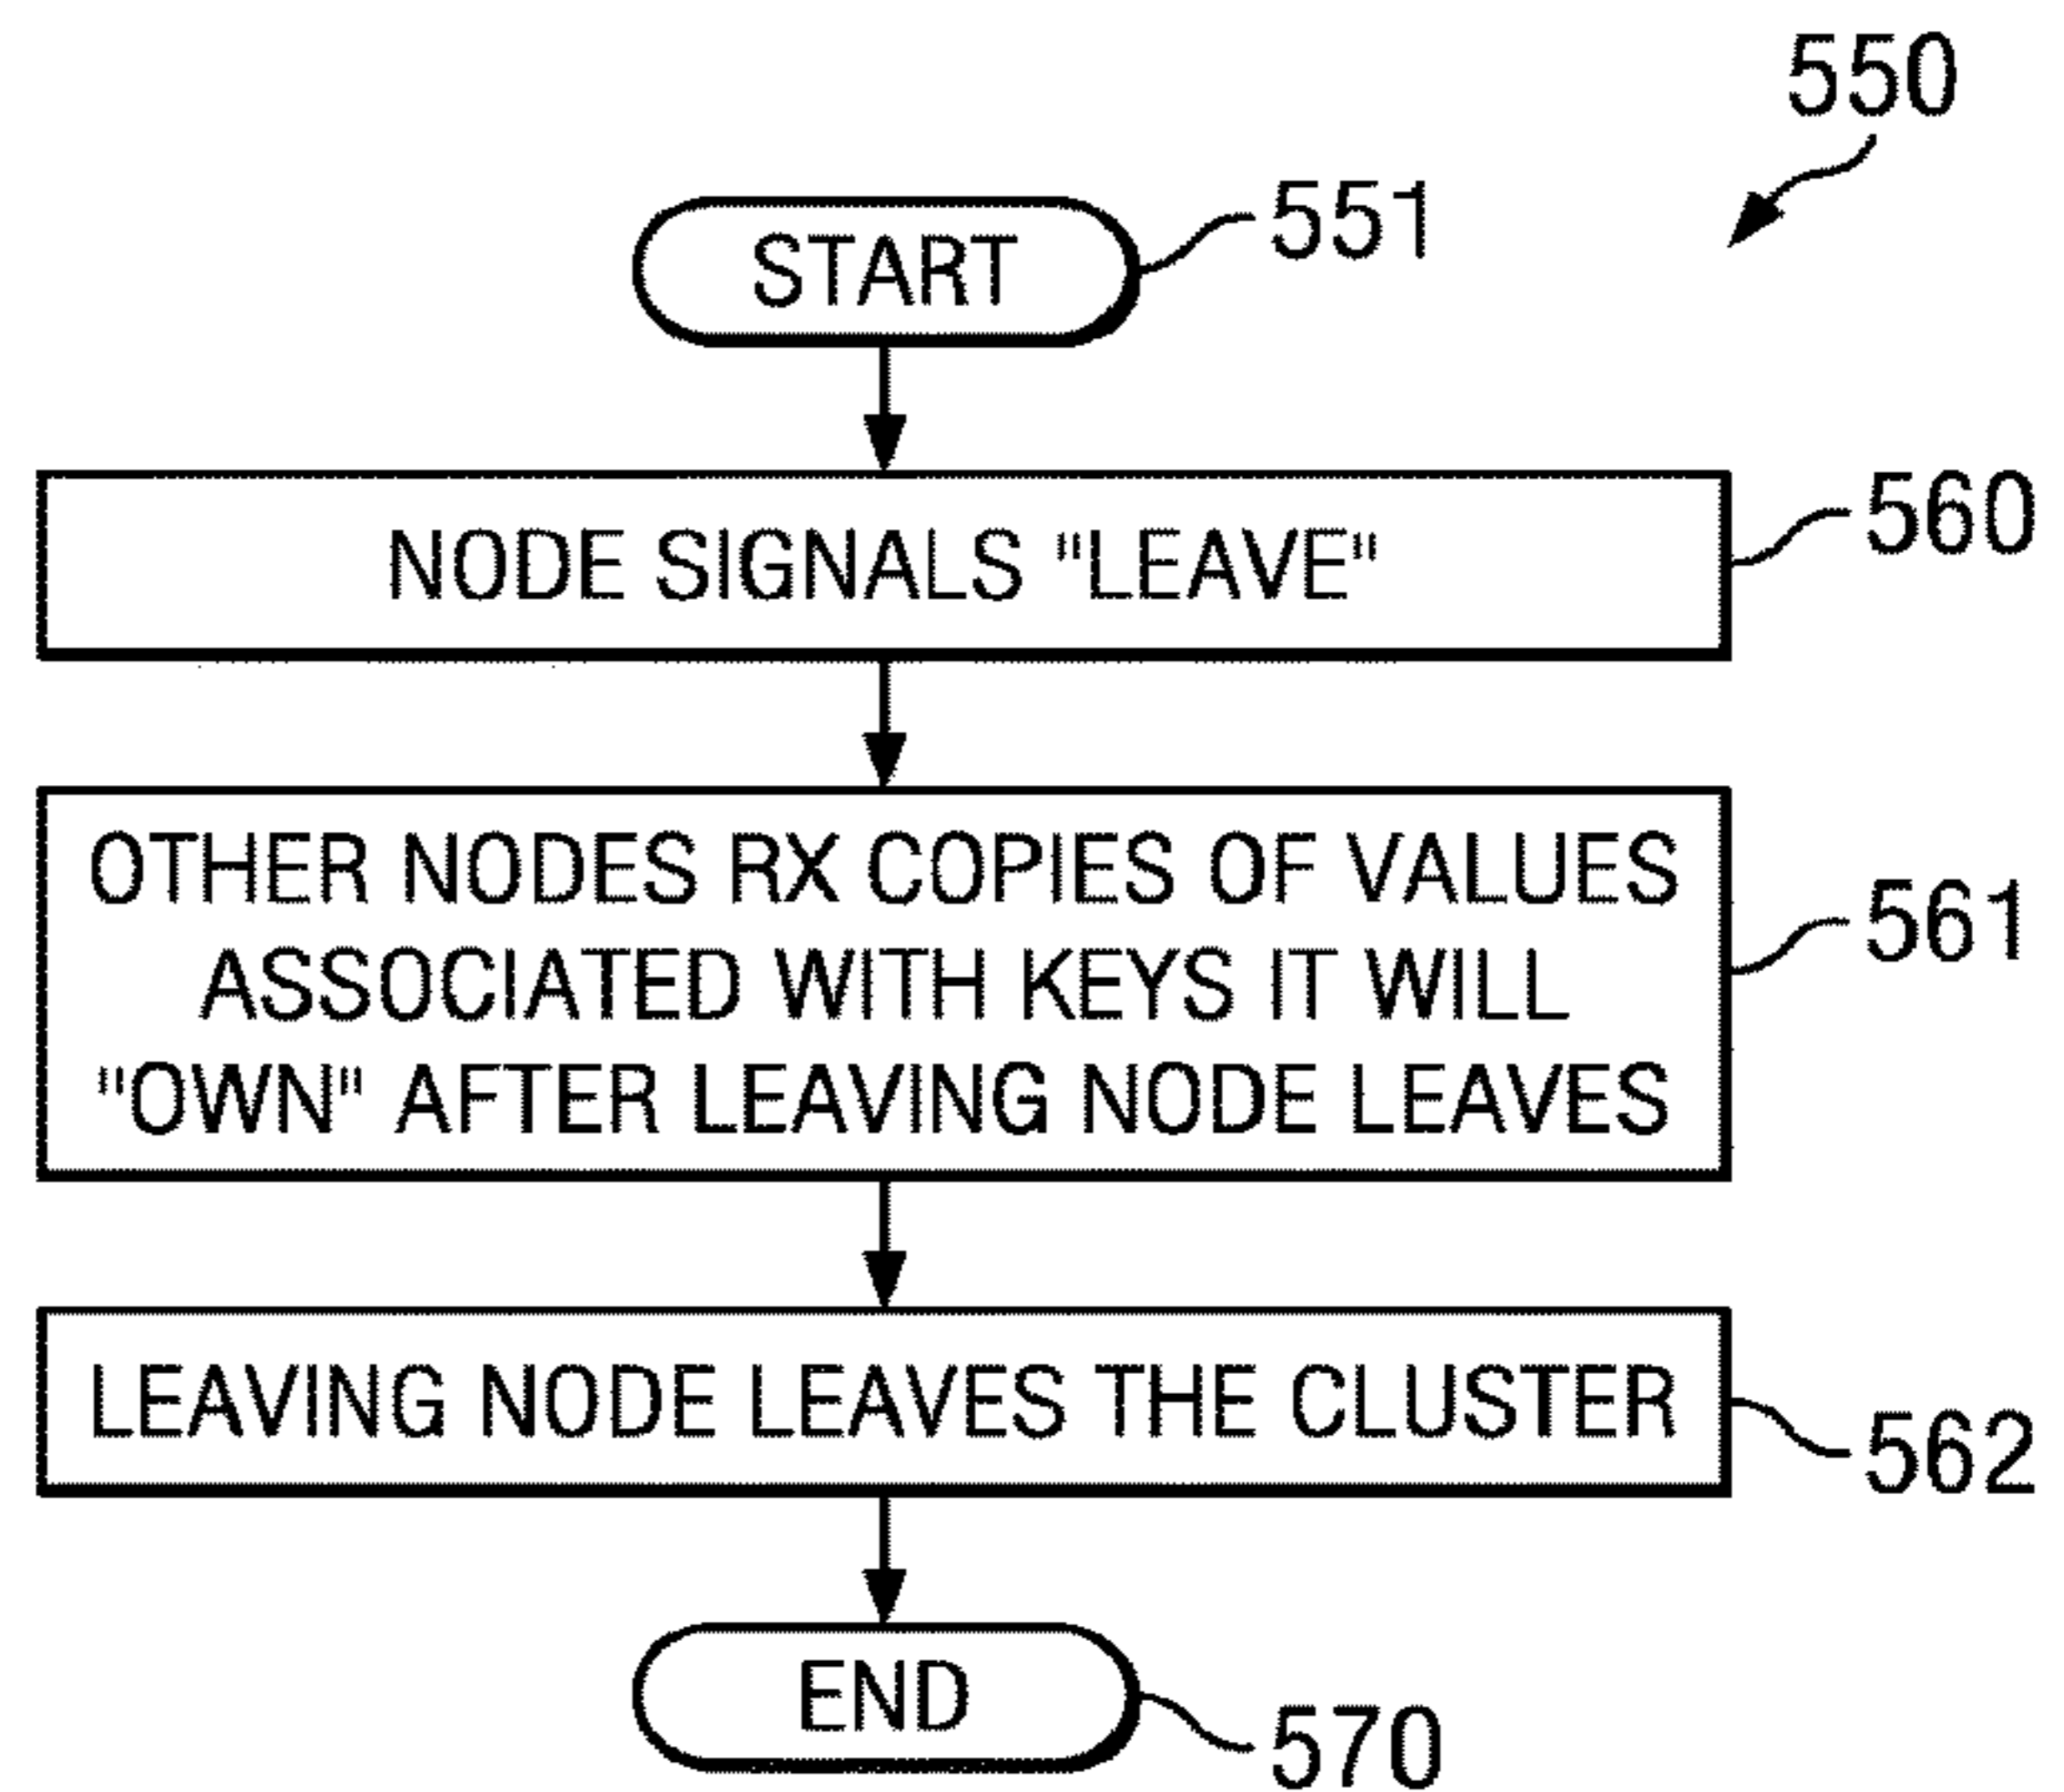 550
START
551
NODE SIGNALS "LEAVE"
560
OTHER NODES RX COPIES OF VALUES
ASSOCIATED WITH KEYS IT WILL
"OWN" AFTER LEAVING NODE LEAVES
561
LEAVING NODE LEAVES THE CLUSTER
562
END
570